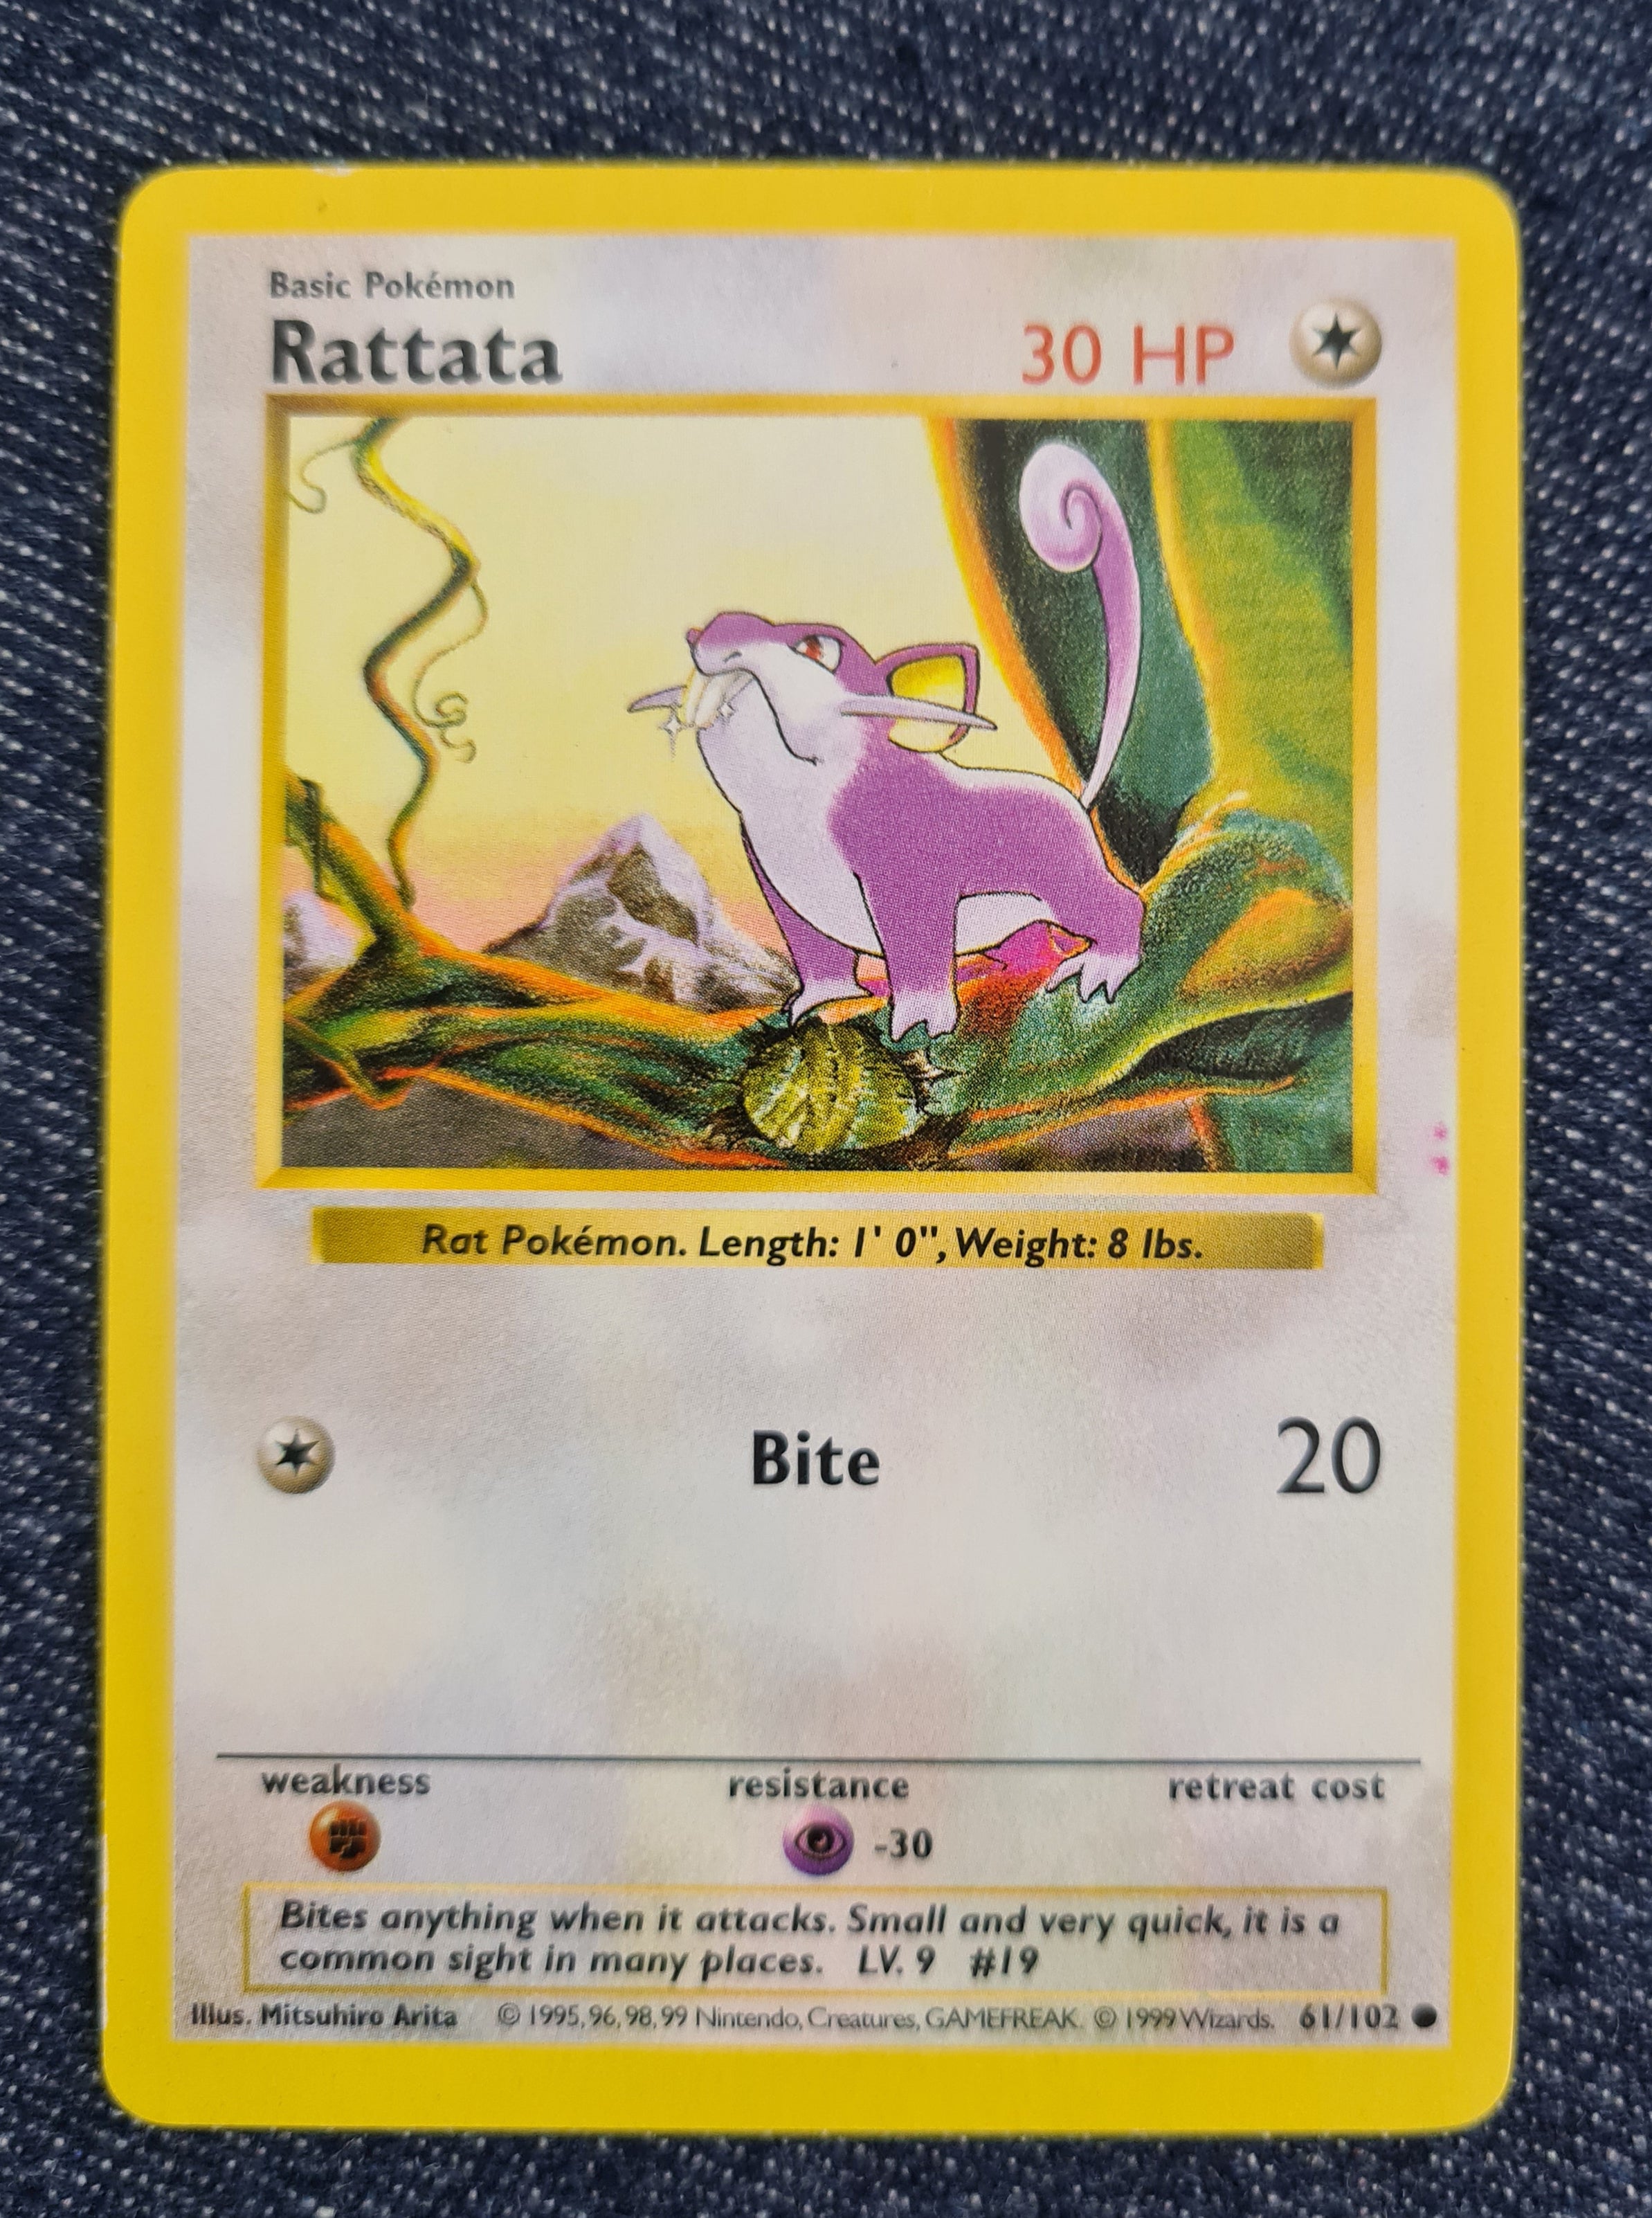 Basic Pokémon
Rattata 30 HP
Rat Pokémon. Length: 1' 0", Weight: 8 lbs.
Bite 20
weakness resistance retreat cost
-30
Bites anything when it attacks. Small and very quick, it is a
common sight in many places. LV. 9 #19
Illus. Mitsuhiro Arita © 1995, 96, 98, 99 Nintendo, Creatures, GAMEFREAK. © 1999 Wizards. 61/102